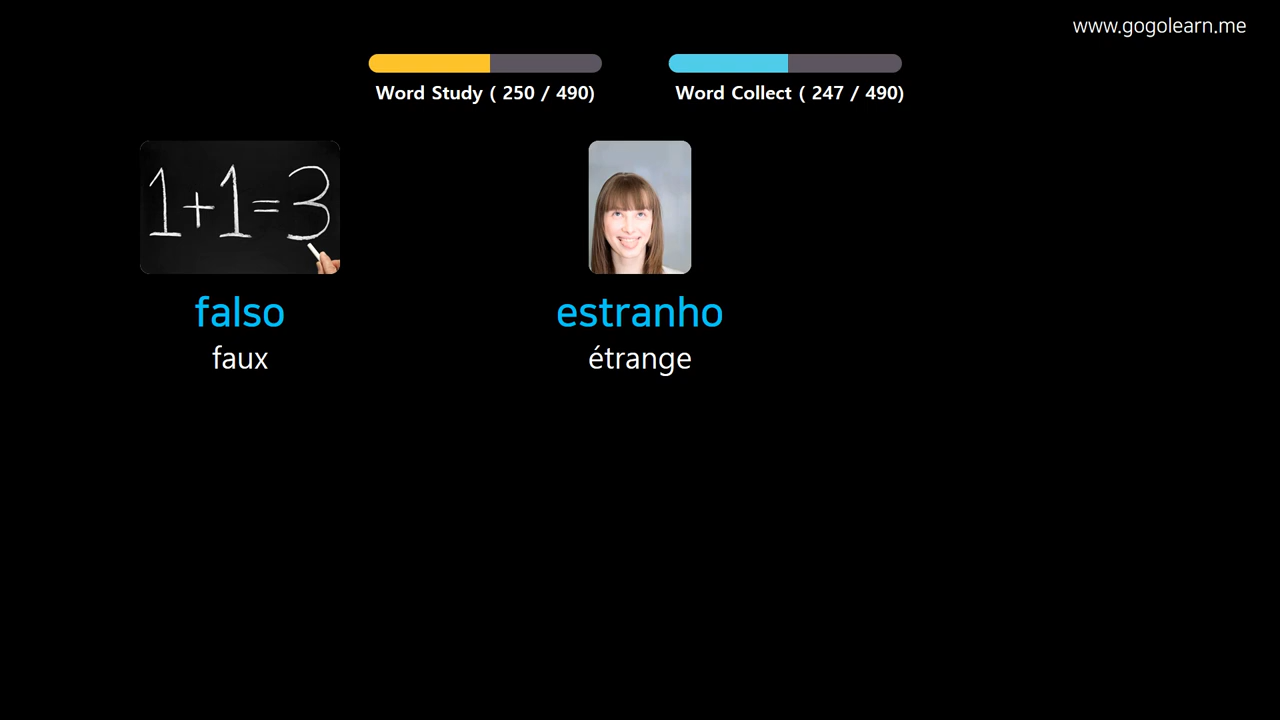 www.gogolearn.me
Word Study ( 250 / 490)
Word Collect ( 247 / 490)
1+1=3
falso
estranho
faux
étrange